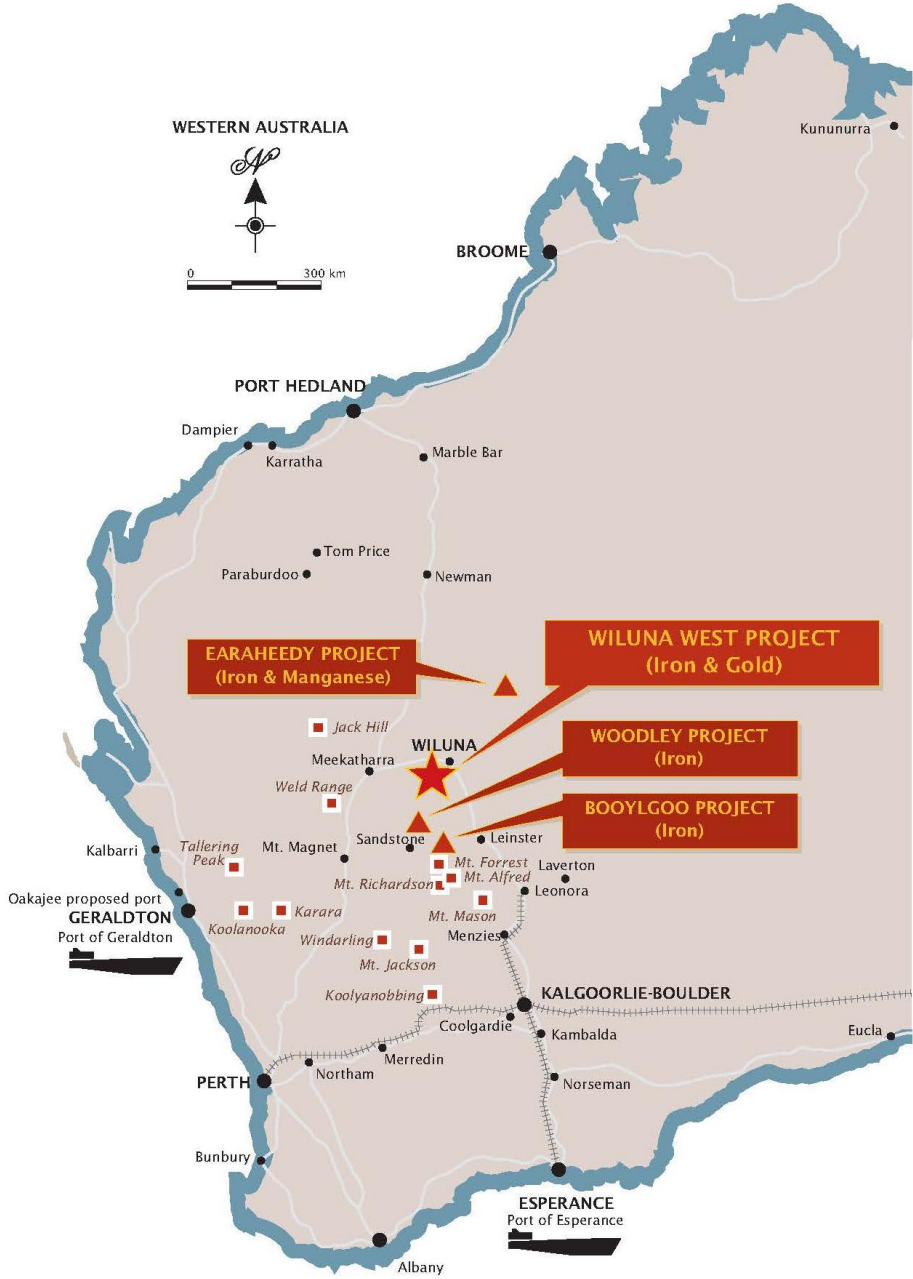 WESTERN AUSTRALIA
N
0 300 km
Kununurra
BROOME
PORT HEDLAND
Dampier
Karratha
Marble Bar
Tom Price
Paraburdoo
Newman
EARAHEEDY PROJECT
(Iron & Manganese)
WILUNA WEST PROJECT
(Iron & Gold)
Jack Hill
WILUNA
Meekatharra
WOODLEY PROJECT
(Iron)
Weld Range
BOOYLGOO PROJECT
(Iron)
Sandstone
Leinster
Kalbarri
Tallering
Peak
Mt. Magnet
Mt. Forrest
Laverton
Mt. Alfred
Mt. Richardson
Leonora
Oakajee proposed port
GERALDTON
Port of Geraldton
Koolanooka
Karara
Mt. Mason
Windarling
Menzies
Mt. Jackson
Koolyanobbing
KALGOORLIE-BOULDER
Coolgardie
Kambalda
Eucla
Merredin
Northam
PERTH
Norseman
Bunbury
ESPERANCE
Port of Esperance
Albany